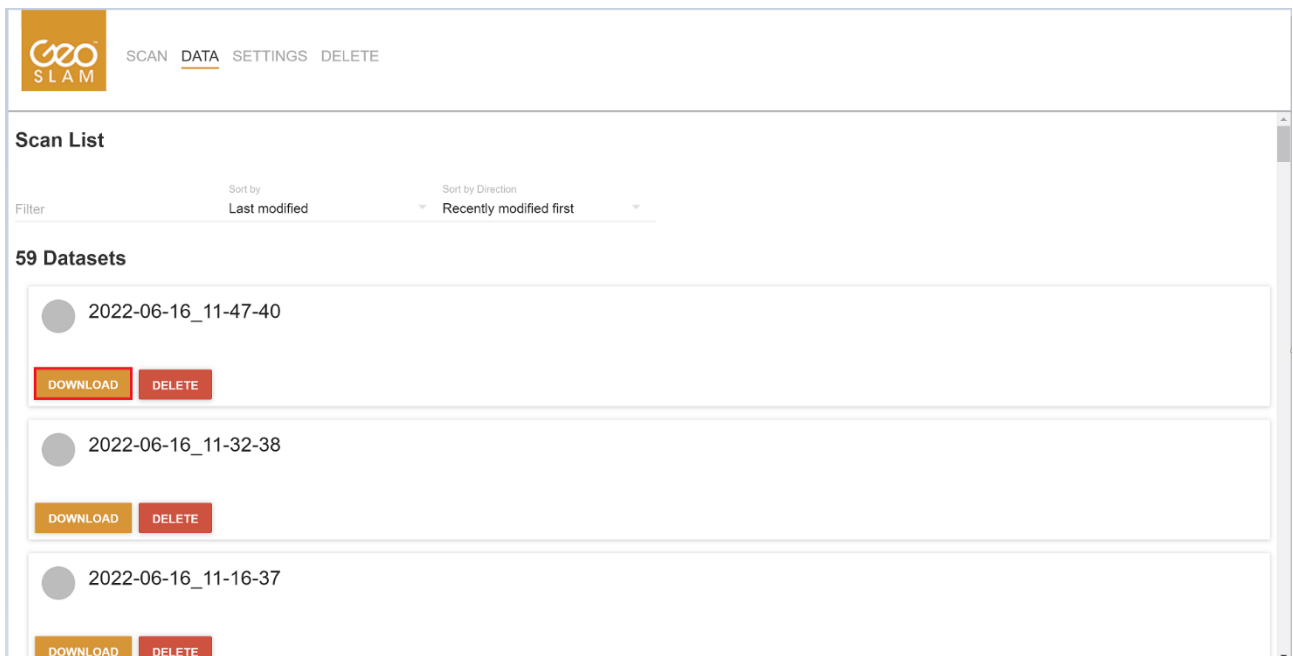 GEO™
SLAM
SCAN DATA SETTINGS DELETE
Scan List
Sort by Sort by Direction
Filter Last modified Recently modified first
59 Datasets
2022-06-16_11-47-40
DOWNLOAD DELETE
2022-06-16_11-32-38
DOWNLOAD DELETE
2022-06-16_11-16-37
DOWNLOAD DELETE